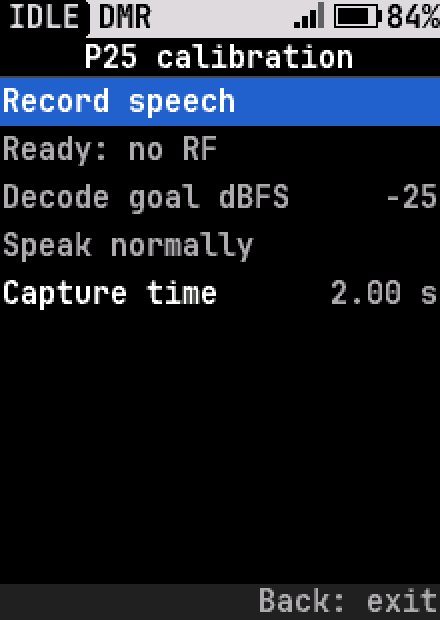 IDLE DMR 84%
P25 calibration
Record speech
Ready: no RF
Decode goal dBFS -25
Speak normally
Capture time 2.00 s
Back: exit